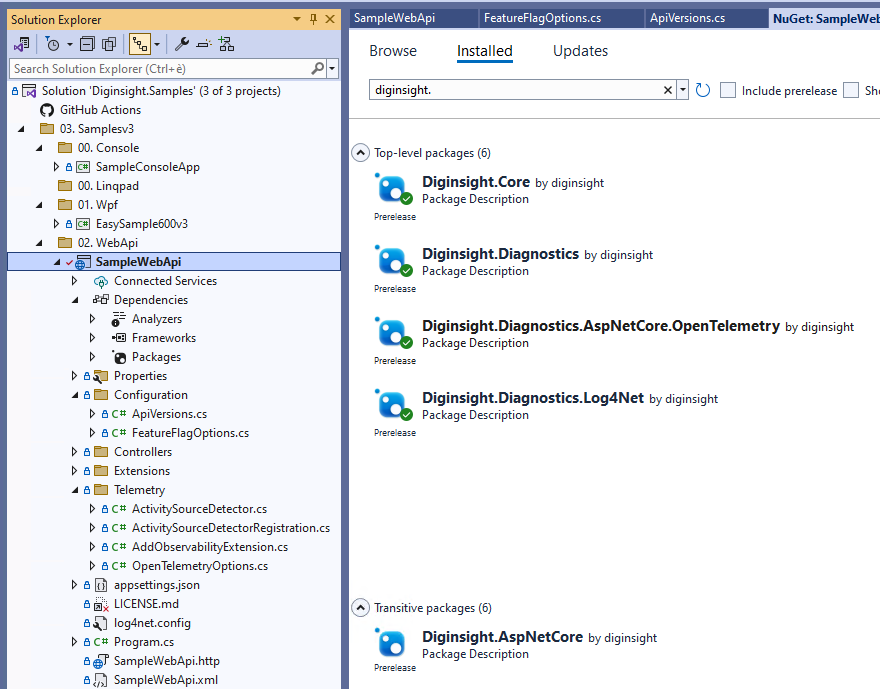 Solution Explorer
Search Solution Explorer (Ctrl+è)
Solution 'Diginsight.Samples' (3 of 3 projects)
GitHub Actions
03. Samplesv3
00. Console
C# SampleConsoleApp
00. Linqpad
01. Wpf
C# EasySample600v3
02. WebApi
SampleWebApi
Connected Services
Dependencies
Analyzers
Frameworks
Packages
Properties
Configuration
C# ApiVersions.cs
C# FeatureFlagOptions.cs
Controllers
Extensions
Telemetry
C# ActivitySourceDetector.cs
C# ActivitySourceDetectorRegistration.cs
C# AddObservabilityExtension.cs
C# OpenTelemetryOptions.cs
appsettings.json
LICENSE.md
log4net.config
C# Program.cs
SampleWebApi.http
SampleWebApi.xml
SampleWebApi
FeatureFlagOptions.cs
ApiVersions.cs
NuGet: SampleWeb
Browse
Installed
Updates
diginsight.
Include prerelease
Sho
Top-level packages (6)
Diginsight.Core by diginsight
Package Description
Prerelease
Diginsight.Diagnostics by diginsight
Package Description
Prerelease
Diginsight.Diagnostics.AspNetCore.OpenTelemetry by diginsight
Package Description
Prerelease
Diginsight.Diagnostics.Log4Net by diginsight
Package Description
Prerelease
Transitive packages (6)
Diginsight.AspNetCore by diginsight
Package Description
Prerelease